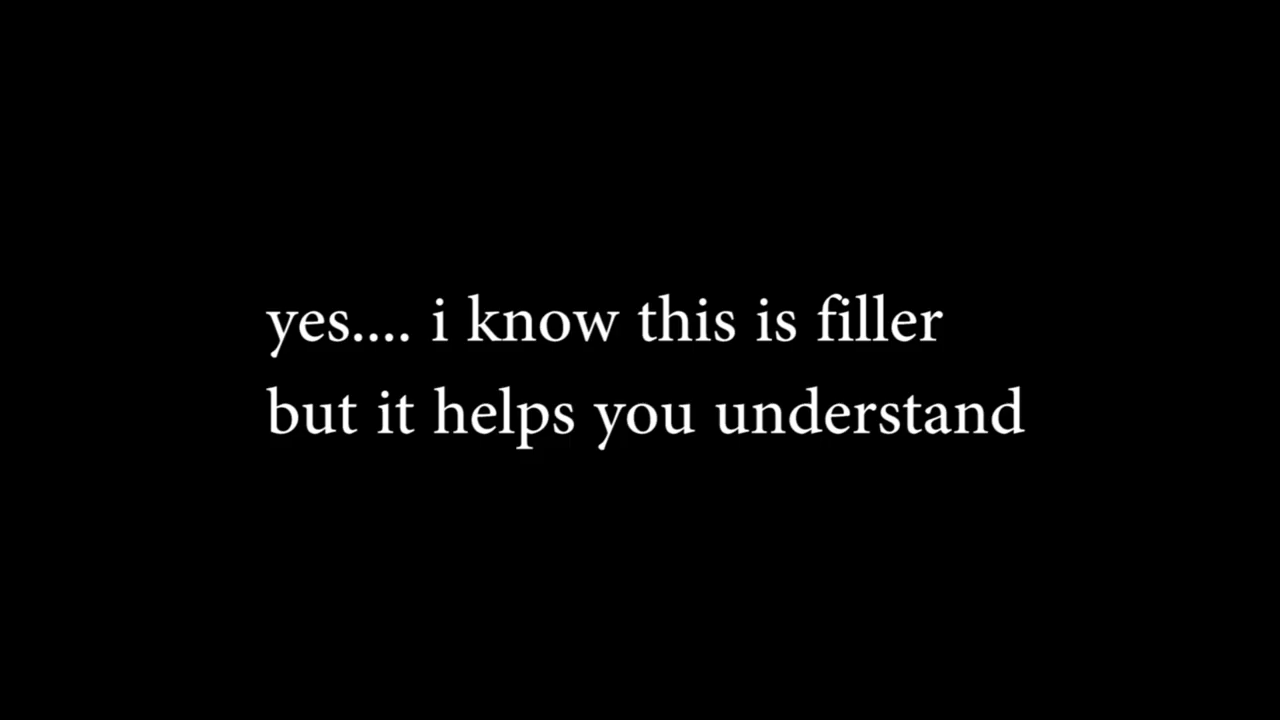 yes.... i know this is filler
but it helps you understand